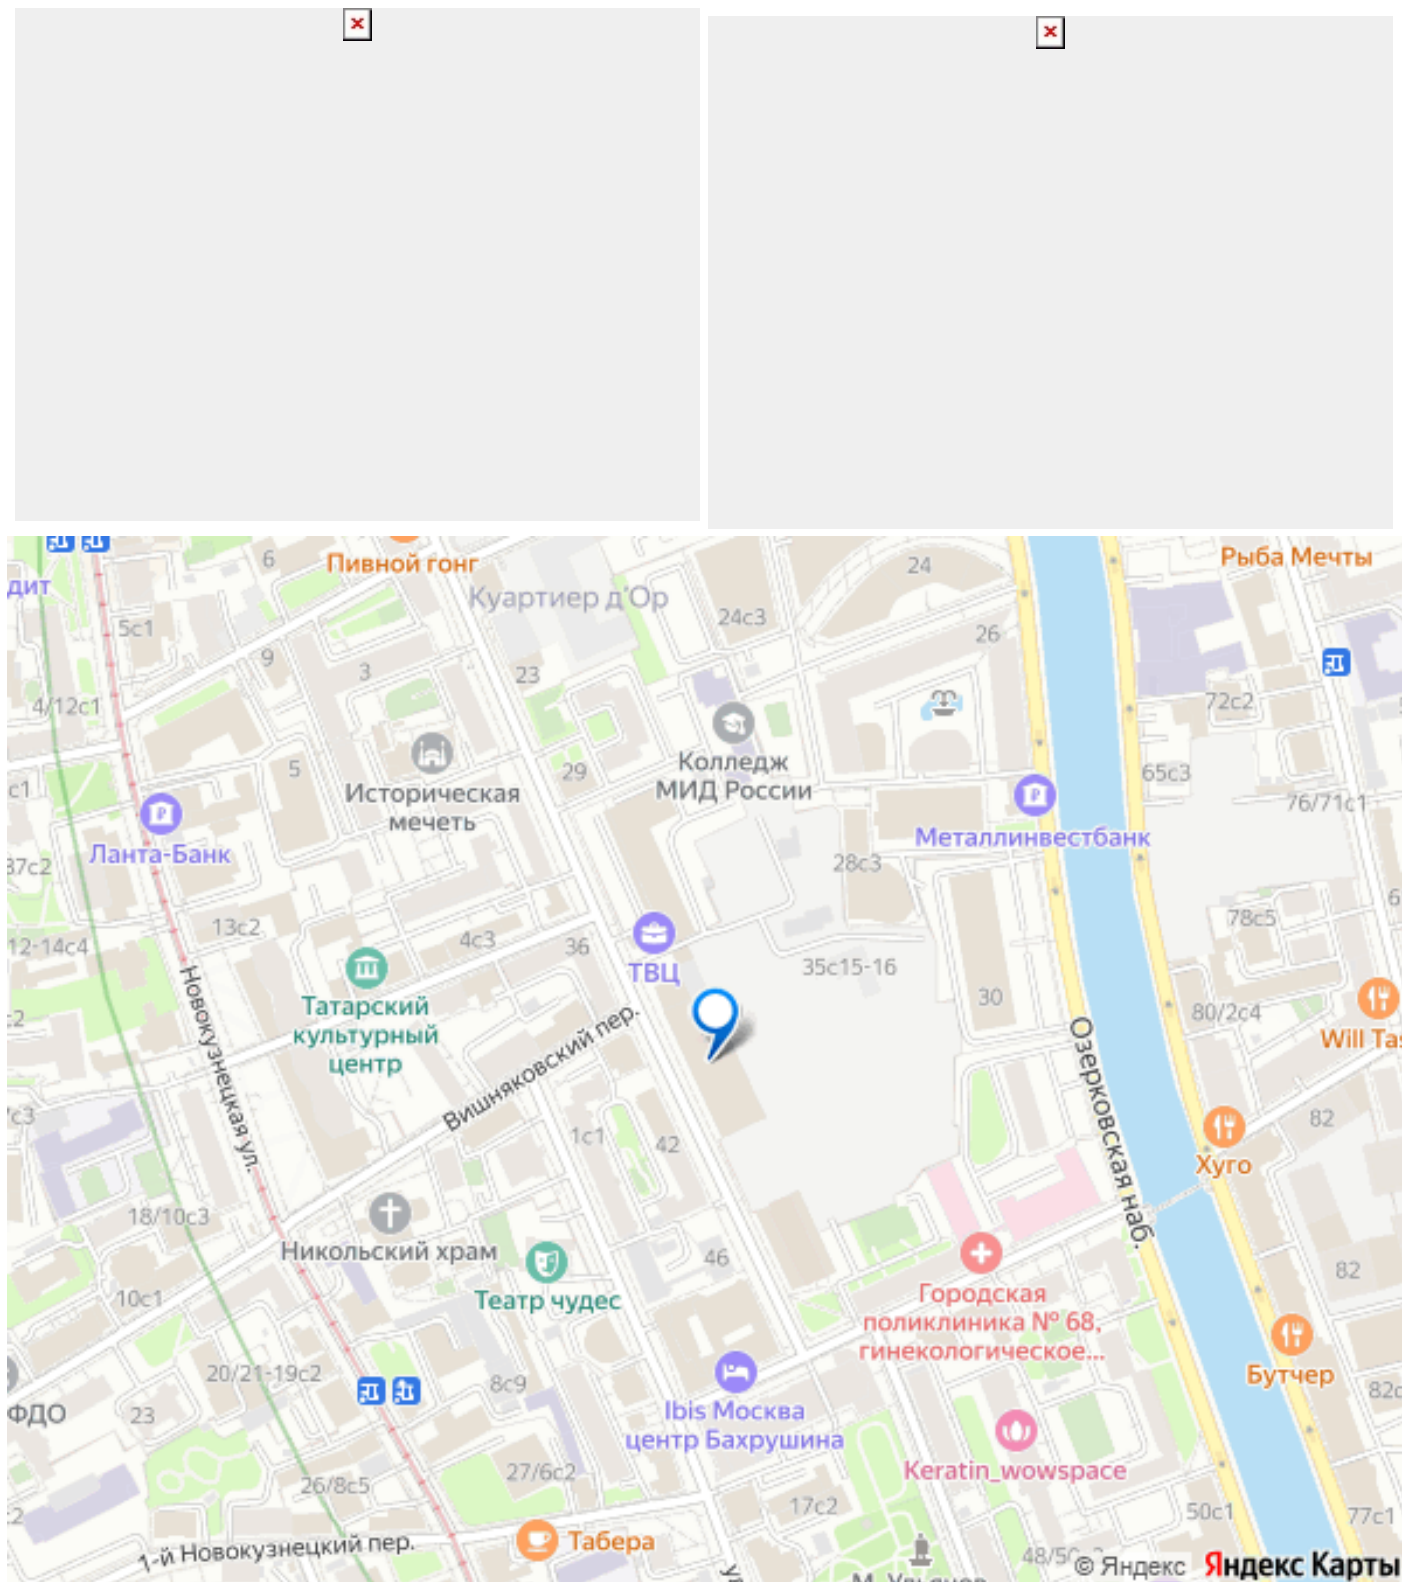 Пивной гонг
6
Рыба Мечты
24
дит
Куартиер д'Ор
24с3
5с1
26
9
3
23
4/12с1
72с2
Колледж
МИД России
29
5
65с3
Историческая
мечеть
76/71с1
Металлинвестбанк
Ланта-Банк
37с2
28с3
13с2
78с5
12-14с4
4с3
36
ТВЦ
35с15-16
30
Татарский
культурный
центр
80/2с4
Will Tas
Новокузнецкая ул.
Вишняковский пер.
Озерковская наб.
1с1
42
82
Хуго
18/10с3
Никольский храм
46
82
Театр чудес
10с1
Городская
поликлиника № 68,
гинекологическое...
20/21-19с2
8с9
Бутчер
ФДО
23
Ibis Москва
центр Бахрушина
Keratin_wowspace
27/6с2
26/8с5
17с2
50с1
77с1
1-й Новокузнецкий пер.
Табера
© Яндекс
Яндекс Карты